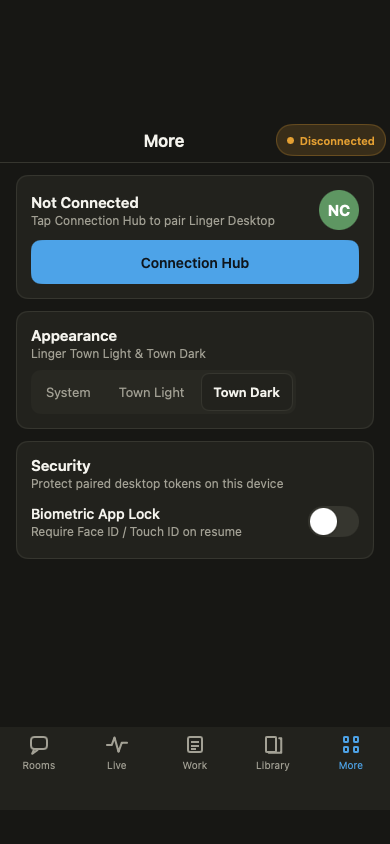 More
Disconnected
Not Connected
Tap Connection Hub to pair Linger Desktop
NC
Connection Hub
Appearance
Linger Town Light & Town Dark
System
Town Light
Town Dark
Security
Protect paired desktop tokens on this device
Biometric App Lock
Require Face ID / Touch ID on resume
Rooms
Live
Work
Library
More